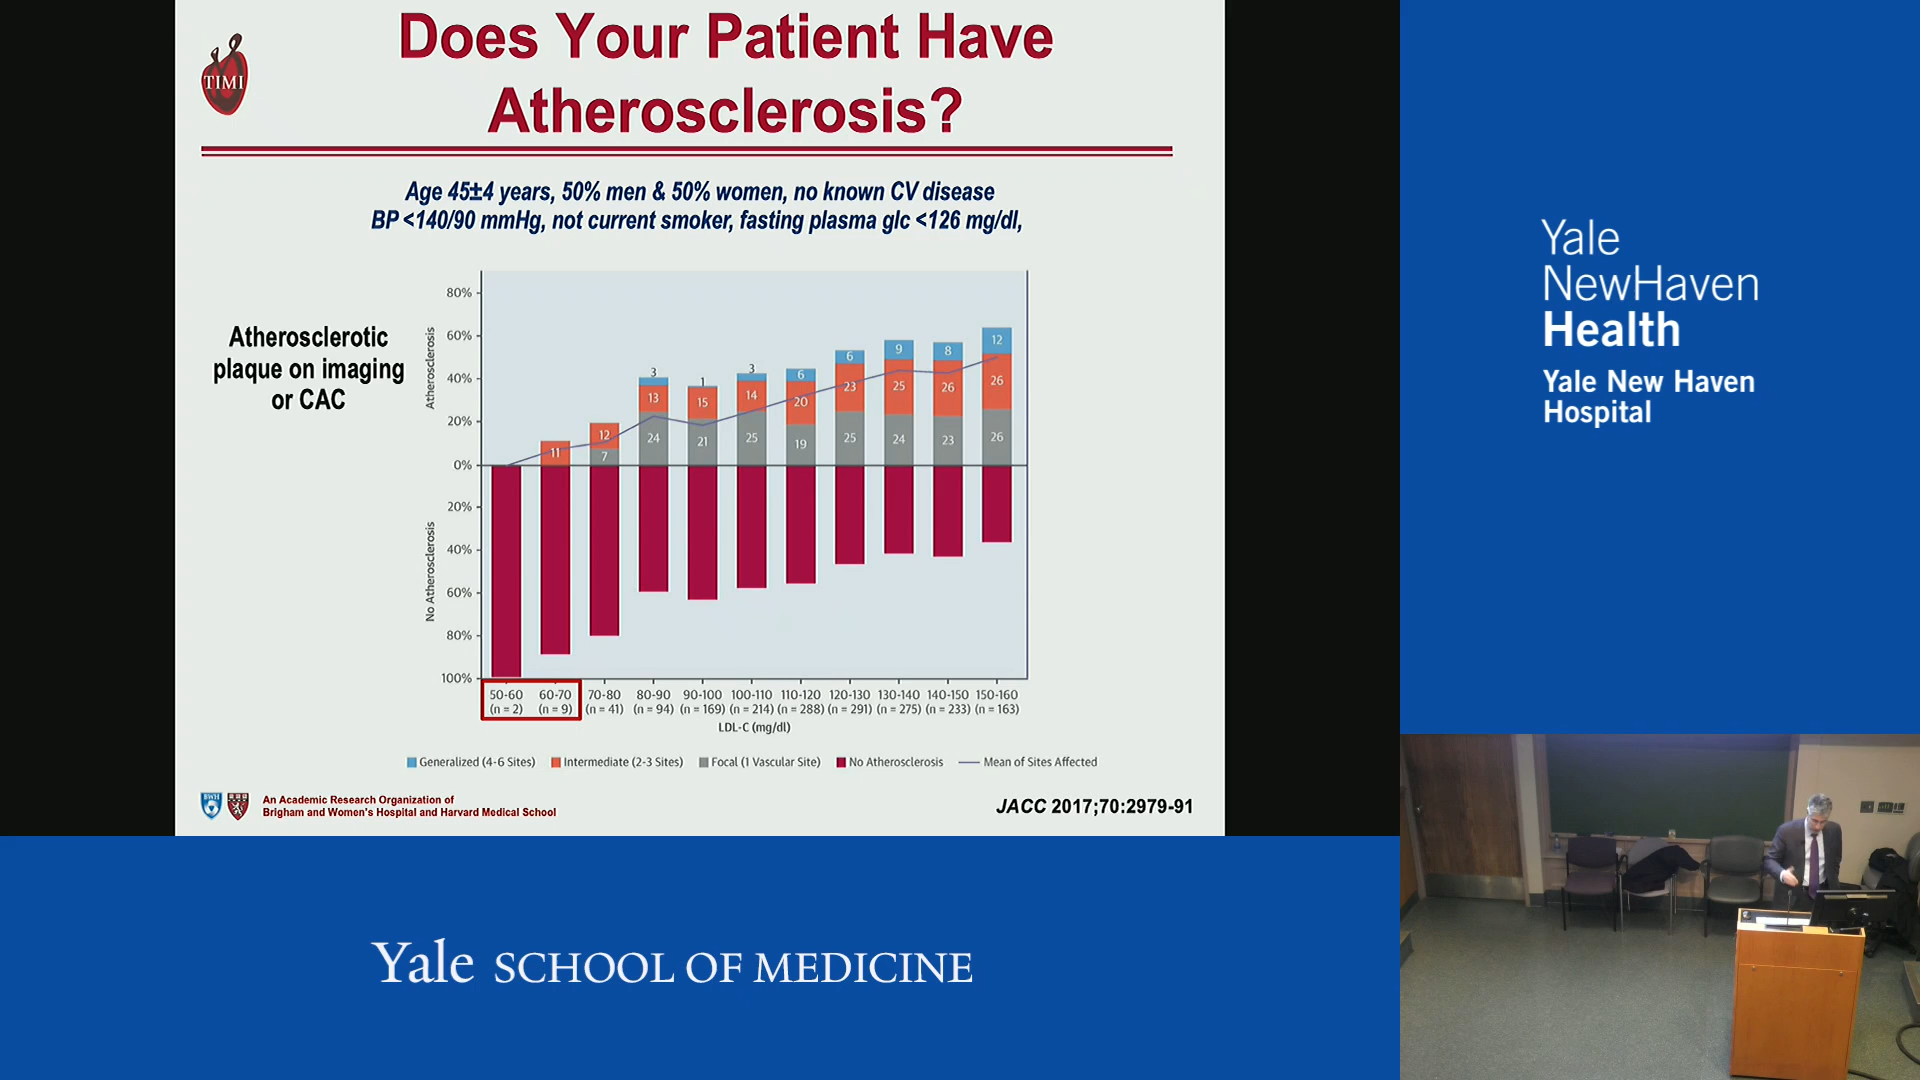 Does Your Patient Have
Atherosclerosis?
TIMI
Age 45±4 years, 50% men & 50% women, no known CV disease
BP <140/90 mmHg, not current smoker, fasting plasma glc <126 mg/dl,
Atherosclerotic
plaque on imaging
or CAC
Atherosclerosis
No Atherosclerosis
80%
60%
40%
20%
0%
20%
40%
60%
80%
100%
11
12
7
3
13
24
1
15
21
3
14
25
6
20
19
6
23
25
9
25
24
8
26
23
12
26
26
50-60 60-70 70-80 80-90 90-100 100-110 110-120 120-130 130-140 140-150 150-160
(n = 2) (n = 9) (n = 41) (n = 94) (n = 169) (n = 214) (n = 288) (n = 291) (n = 275) (n = 233) (n = 163)
LDL-C (mg/dl)
Generalized (4-6 Sites) Intermediate (2-3 Sites) Focal (1 Vascular Site) No Atherosclerosis Mean of Sites Affected
BWH
An Academic Research Organization of
Brigham and Women's Hospital and Harvard Medical School
JACC 2017;70:2979-91
Yale
NewHaven
Health
Yale New Haven
Hospital
Yale SCHOOL OF MEDICINE